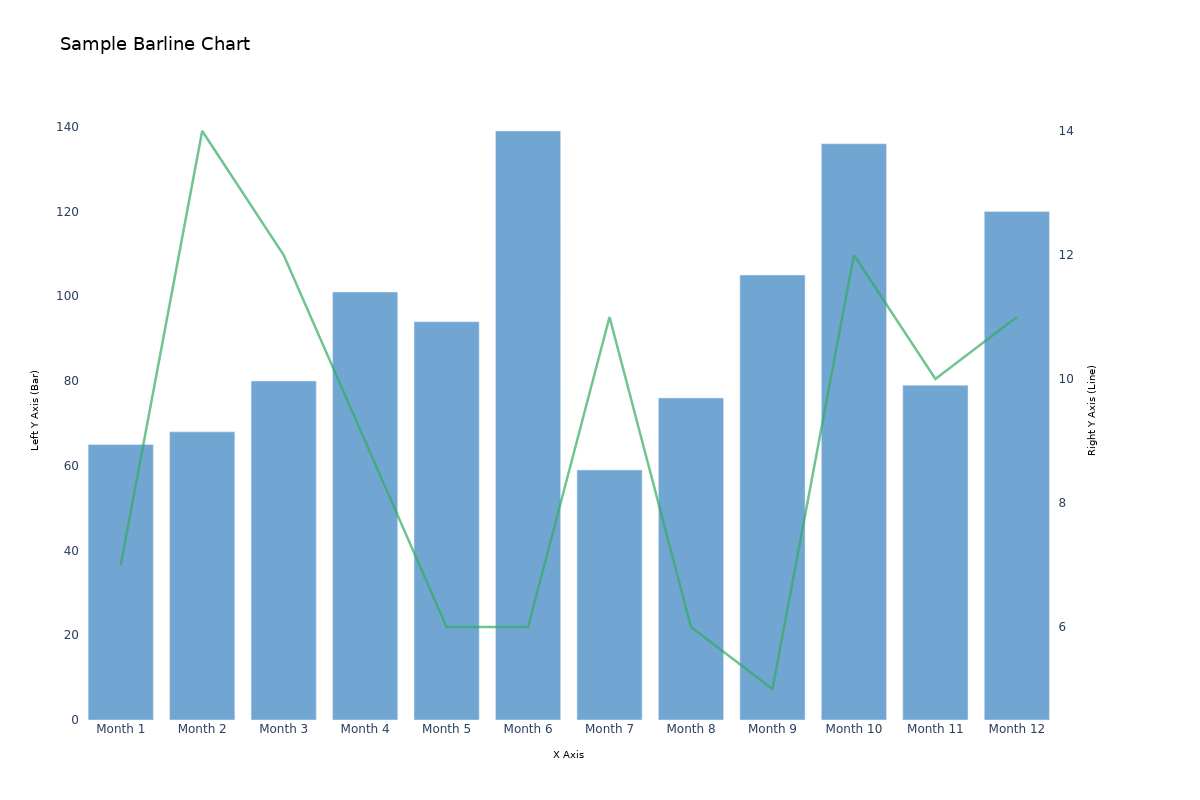 Sample Barline Chart
140
120
100
80
60
40
20
0
Left Y Axis (Bar)
14
12
10
8
6
Right Y Axis (Line)
Month 1 Month 2 Month 3 Month 4 Month 5 Month 6 Month 7 Month 8 Month 9 Month 10 Month 11 Month 12
X Axis